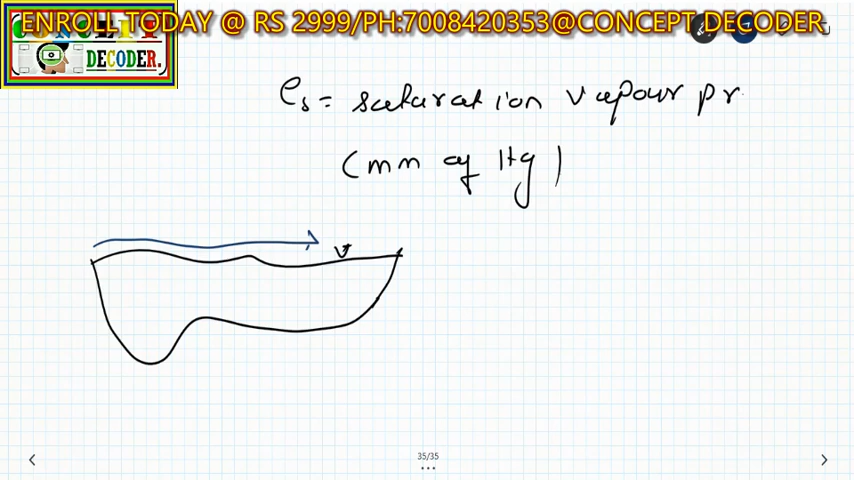 ENROLL TODAY @ RS 2999/PH:7008420353@CONCEPT DECODER
DECODER.
es = saturation vapour pr
(mm of Hg)
35/35